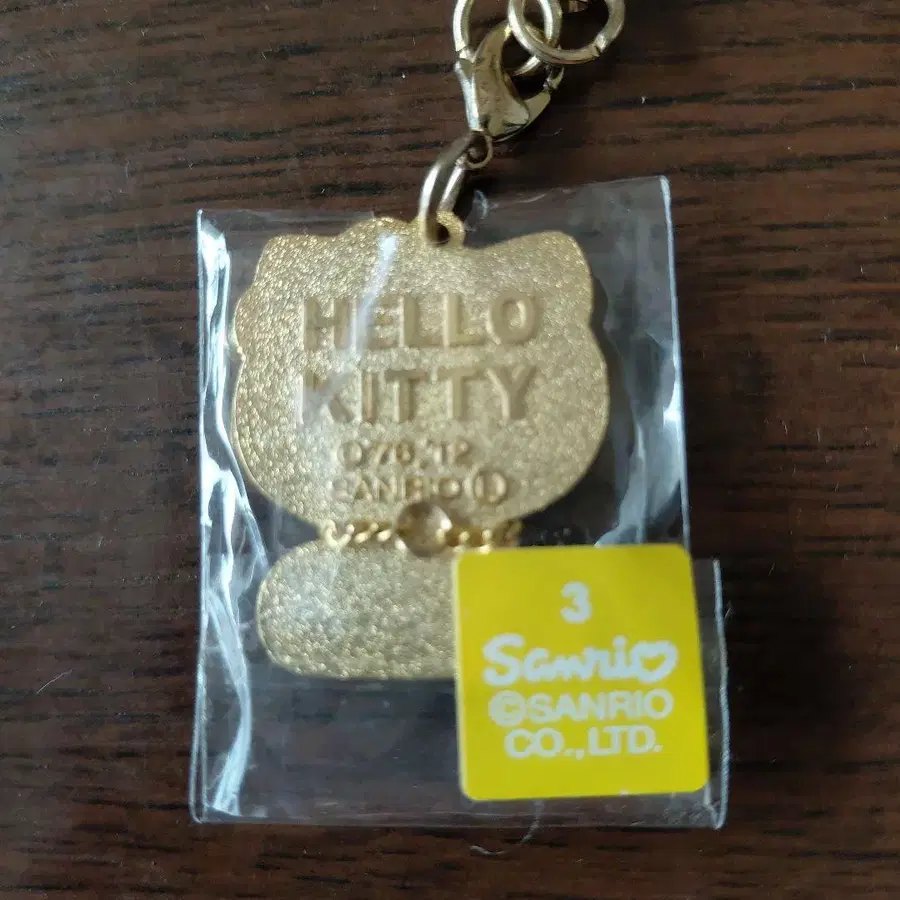 HELLO
KITTY
©'76,'12
SANRIO Ⓛ
3
Sanrio
©SANRIO
CO.,LTD.